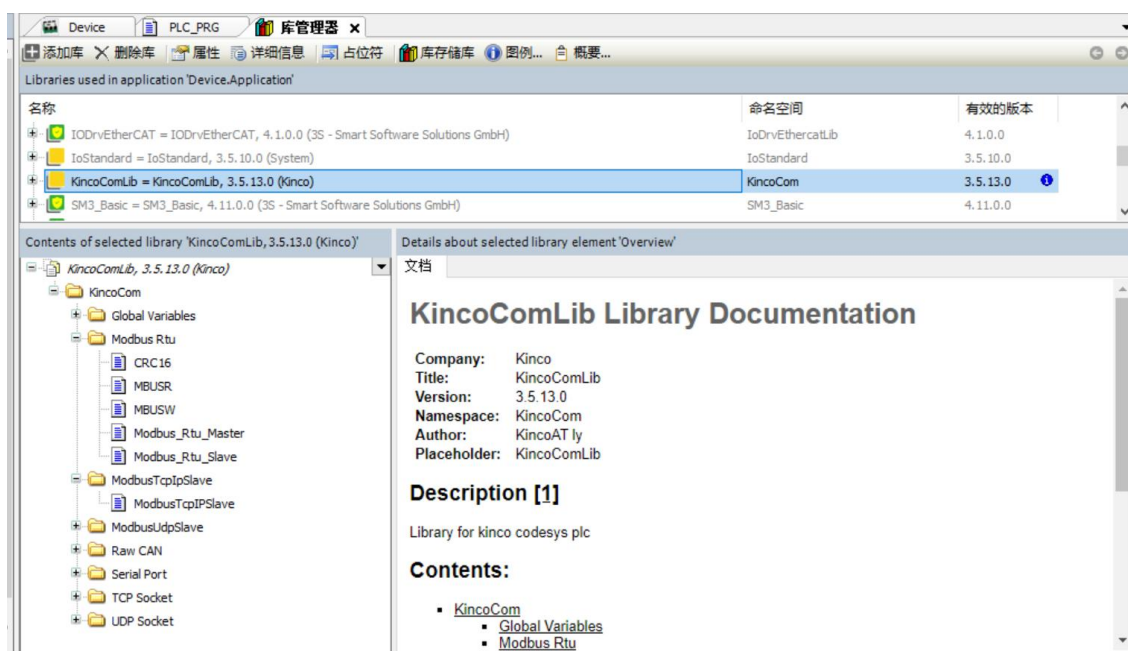 Device PLC_PRG 库管理器 x
添加库 删除库 属性 详细信息 占位符 库存储库 图例... 概要...
Libraries used in application 'Device.Application'
名称 命名空间 有效的版本
IODrvEtherCAT = IODrvEtherCAT, 4.1.0.0 (3S - Smart Software Solutions GmbH) IoDrvEthercatLib 4.1.0.0
IoStandard = IoStandard, 3.5.10.0 (System) IoStandard 3.5.10.0
KincoComLib = KincoComLib, 3.5.13.0 (Kinco) KincoCom 3.5.13.0
SM3_Basic = SM3_Basic, 4.11.0.0 (3S - Smart Software Solutions GmbH) SM3_Basic 4.11.0.0
Contents of selected library 'KincoComLib, 3.5.13.0 (Kinco)'
KincoComLib, 3.5.13.0 (Kinco)
KincoCom
Global Variables
Modbus Rtu
CRC16
MBUSR
MBUSW
Modbus_Rtu_Master
Modbus_Rtu_Slave
ModbusTcpIpSlave
ModbusTcpIPSlave
ModbusUdpSlave
Raw CAN
Serial Port
TCP Socket
UDP Socket
Details about selected library element 'Overview'
文档
KincoComLib Library Documentation
Company: Kinco
Title: KincoComLib
Version: 3.5.13.0
Namespace: KincoCom
Author: KincoAT ly
Placeholder: KincoComLib
Description [1]
Library for kinco codesys plc
Contents:
KincoCom
Global Variables
Modbus Rtu